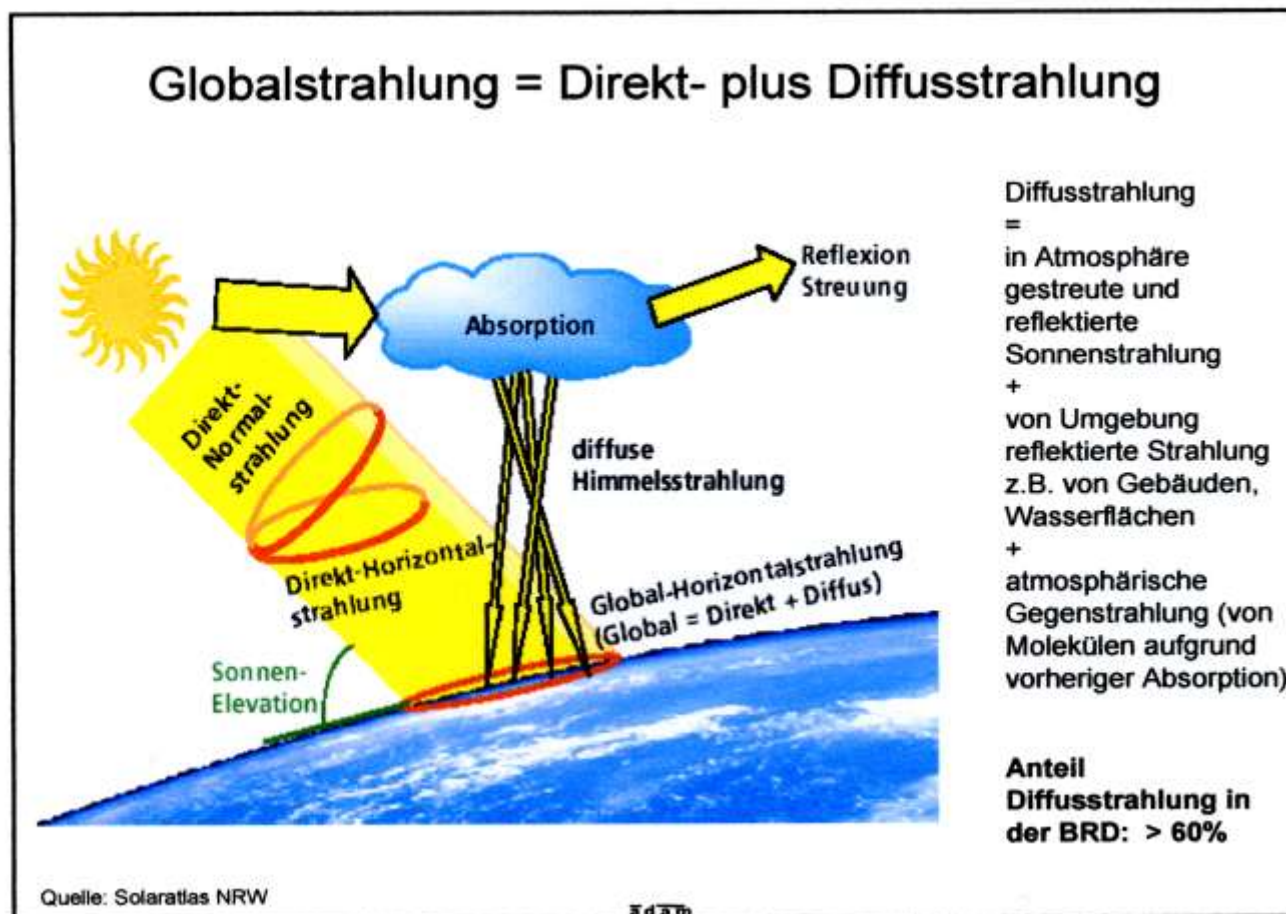 Globalstrahlung = Direkt- plus Diffusstrahlung
Reflexion
Streuung
Absorption
Direkt-
Normal-
strahlung
diffuse
Himmelsstrahlung
Direkt-Horizontal-
strahlung
Global-Horizontalstrahlung
(Global = Direkt + Diffus)
Sonnen-
Elevation
Diffusstrahlung
=
in Atmosphäre
gestreute und
reflektierte
Sonnenstrahlung
+
von Umgebung
reflektierte Strahlung
z.B. von Gebäuden,
Wasserflächen
+
atmosphärische
Gegenstrahlung (von
Molekülen aufgrund
vorheriger Absorption)
Anteil
Diffusstrahlung in
der BRD: > 60%
Quelle: Solaratlas NRW
adam